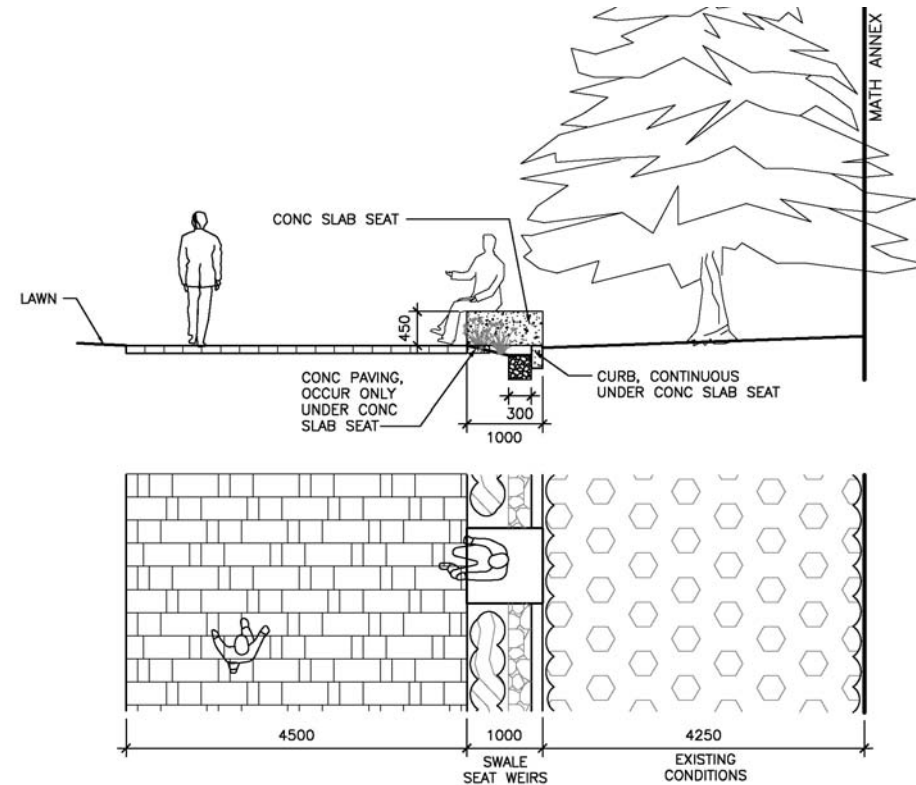 MATH ANNEX
CONC SLAB SEAT
LAWN
450
CONC PAVING,
OCCUR ONLY
UNDER CONC
SLAB SEAT
CURB, CONTINUOUS
UNDER CONC SLAB SEAT
300
1000
4500
1000
4250
SWALE
SEAT WEIRS
EXISTING
CONDITIONS